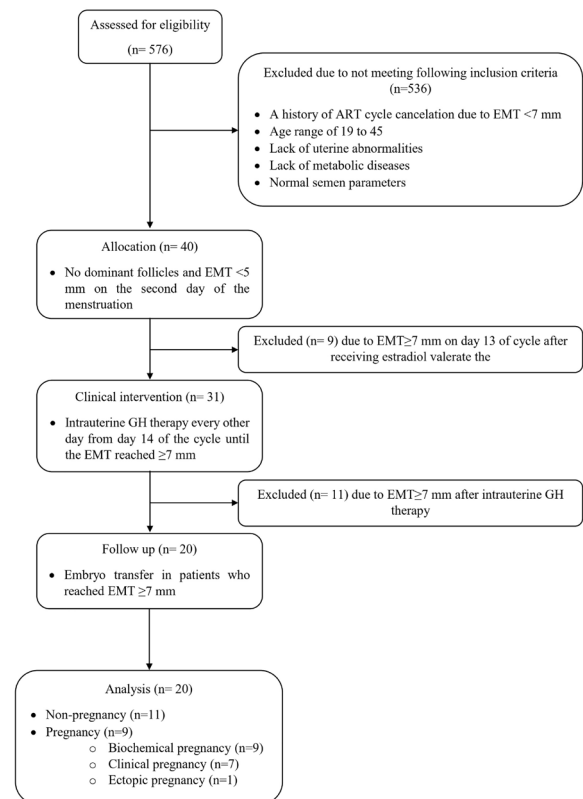 Assessed for eligibility
(n= 576)
Excluded due to not meeting following inclusion criteria
(n=536)
• A history of ART cycle cancelation due to EMT <7 mm
• Age range of 19 to 45
• Lack of uterine abnormalities
• Lack of metabolic diseases
• Normal semen parameters
Allocation (n= 40)
• No dominant follicles and EMT <5
mm on the second day of the
menstruation
Excluded (n= 9) due to EMT≥7 mm on day 13 of cycle after
receiving estradiol valerate the
Clinical intervention (n= 31)
• Intrauterine GH therapy every other
day from day 14 of the cycle until
the EMT reached ≥7 mm
Excluded (n= 11) due to EMT≥7 mm after intrauterine GH
therapy
Follow up (n= 20)
• Embryo transfer in patients who
reached EMT ≥7 mm
Analysis (n= 20)
• Non-pregnancy (n=11)
• Pregnancy (n=9)
o Biochemical pregnancy (n=9)
o Clinical pregnancy (n=7)
o Ectopic pregnancy (n=1)